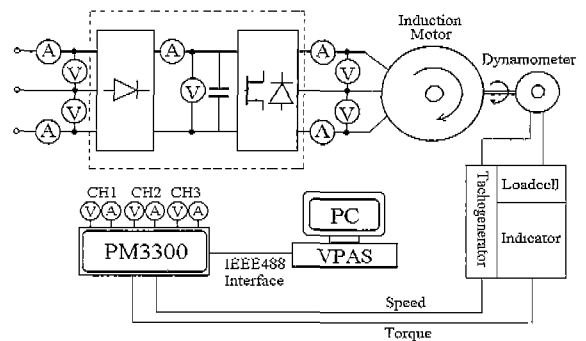 Induction
Motor
Dynamometer
A
A
A
V
V
V
V
V
A
A
A
CH1 CH2 CH3
V A V A V A
PM3300
PC
VPAS
IEEE488
Interface
Tachogenerator
Loadcell
Indicator
Speed
Torque